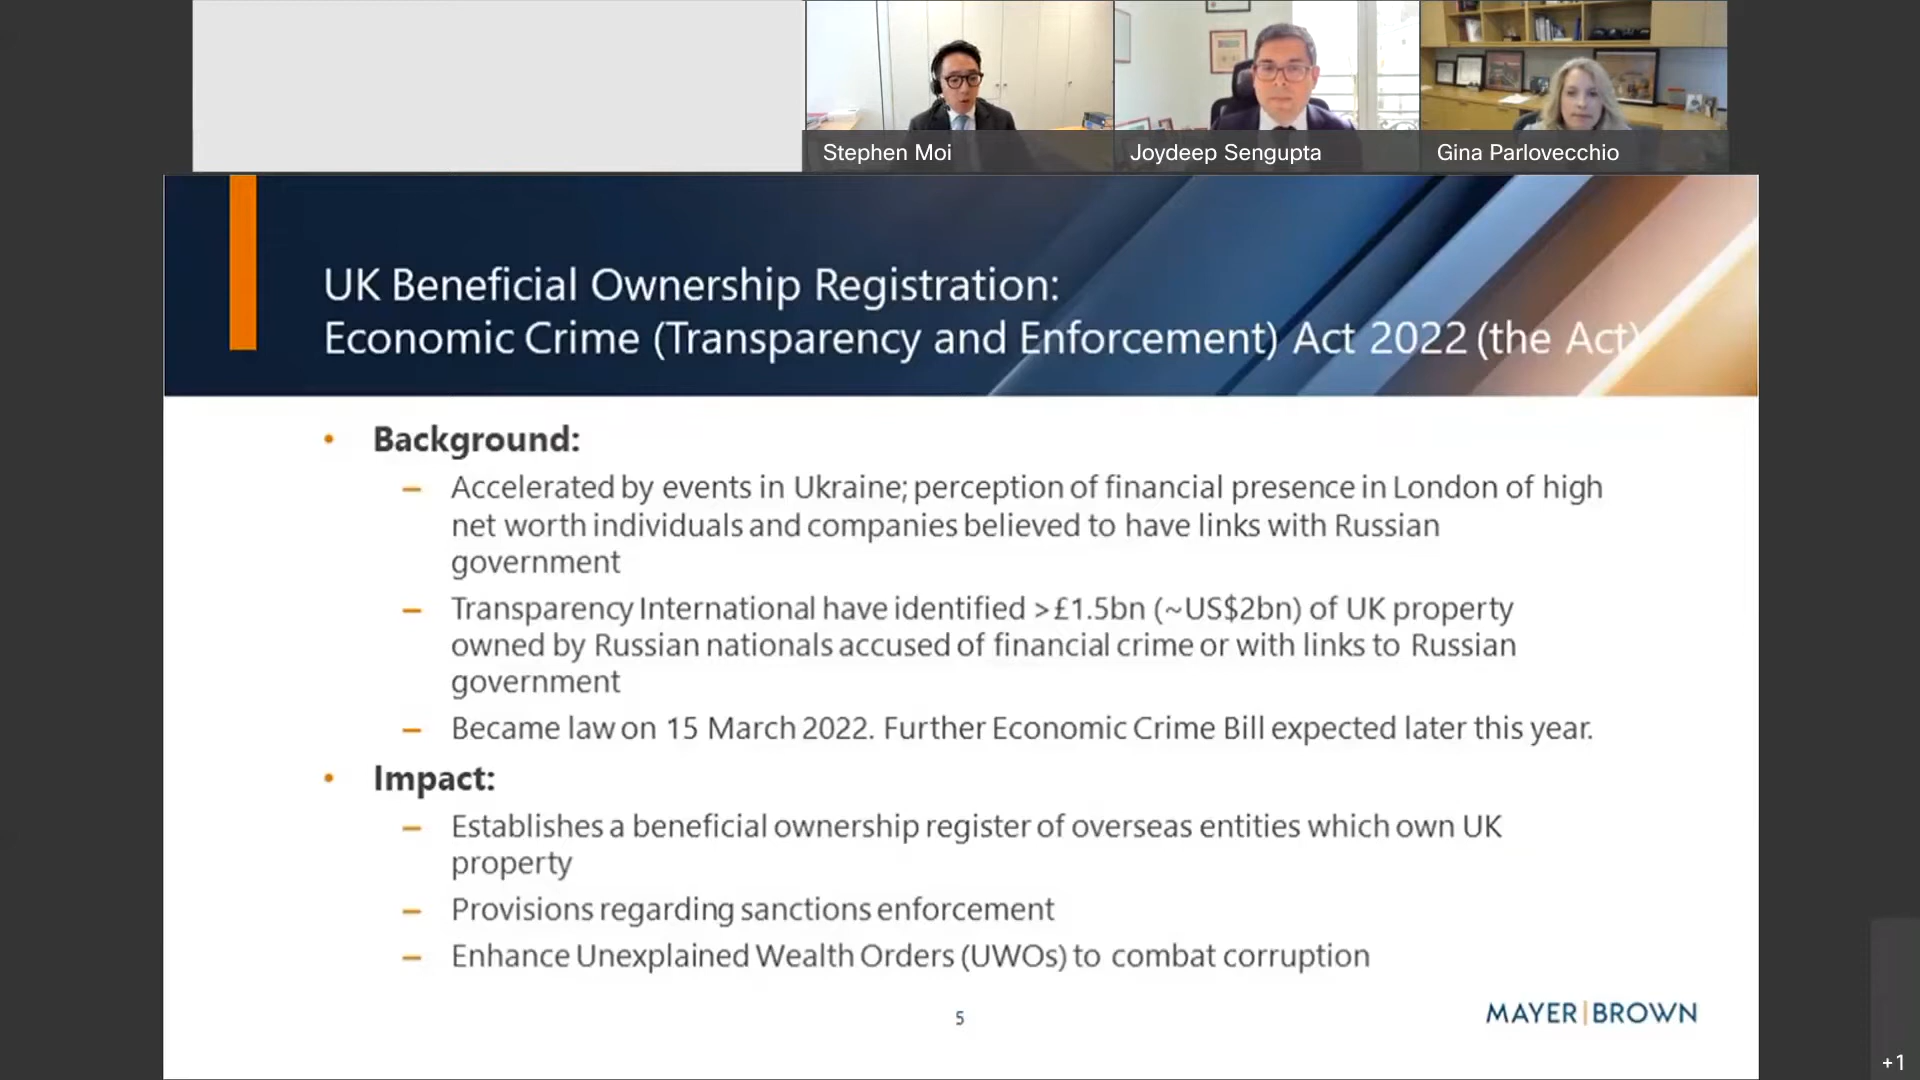 Stephen Moi
Joydeep Sengupta
Gina Parlovecchio
UK Beneficial Ownership Registration:
Economic Crime (Transparency and Enforcement) Act 2022 (the Act)
• Background:
– Accelerated by events in Ukraine; perception of financial presence in London of high
net worth individuals and companies believed to have links with Russian
government
– Transparency International have identified >£1.5bn (~US$2bn) of UK property
owned by Russian nationals accused of financial crime or with links to Russian
government
– Became law on 15 March 2022. Further Economic Crime Bill expected later this year.
• Impact:
– Establishes a beneficial ownership register of overseas entities which own UK
property
– Provisions regarding sanctions enforcement
– Enhance Unexplained Wealth Orders (UWOs) to combat corruption
5
MAYER|BROWN
+1